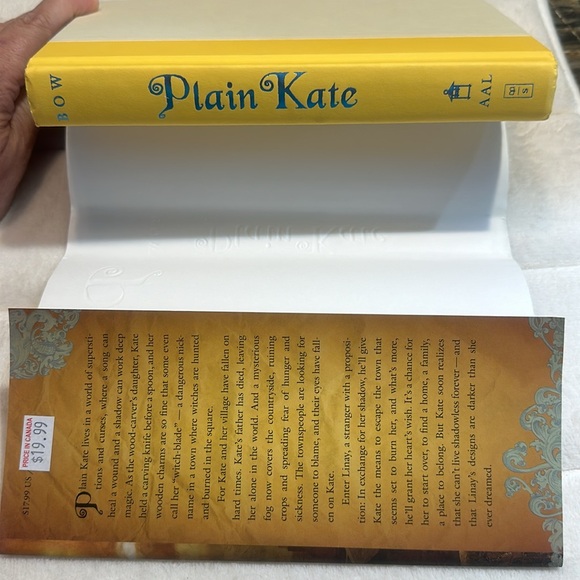 BOW
Plain Kate
AAL
$17.99 US
PRICE IN CANADA
$19.99
Plain Kate lives in a world of supersti-
tions and curses, where a song can
heal a wound and a shadow can work deep
magic. As the wood-carver's daughter, Kate
held a carving knife before a spoon, and her
wooden charms are so fine that some even
call her "witch-blade" — a dangerous nick-
name in a town where witches are hunted
and burned in the square.
For Kate and her village have fallen on
hard times. Kate's father has died, leaving
her alone in the world. And a mysterious
fog now covers the countryside, ruining
crops and spreading fear of hunger and
sickness. The townspeople are looking for
someone to blame, and their eyes have fall-
en on Kate.
Enter Linay, a stranger with a proposi-
tion: In exchange for her shadow, he'll give
Kate the means to escape the town that
seems set to burn her, and what's more,
he'll grant her heart's wish. It's a chance for
her to start over, to find a home, a family,
a place to belong. But Kate soon realizes
that she can't live shadowless forever — and
that Linay's designs are darker than she
ever dreamed.